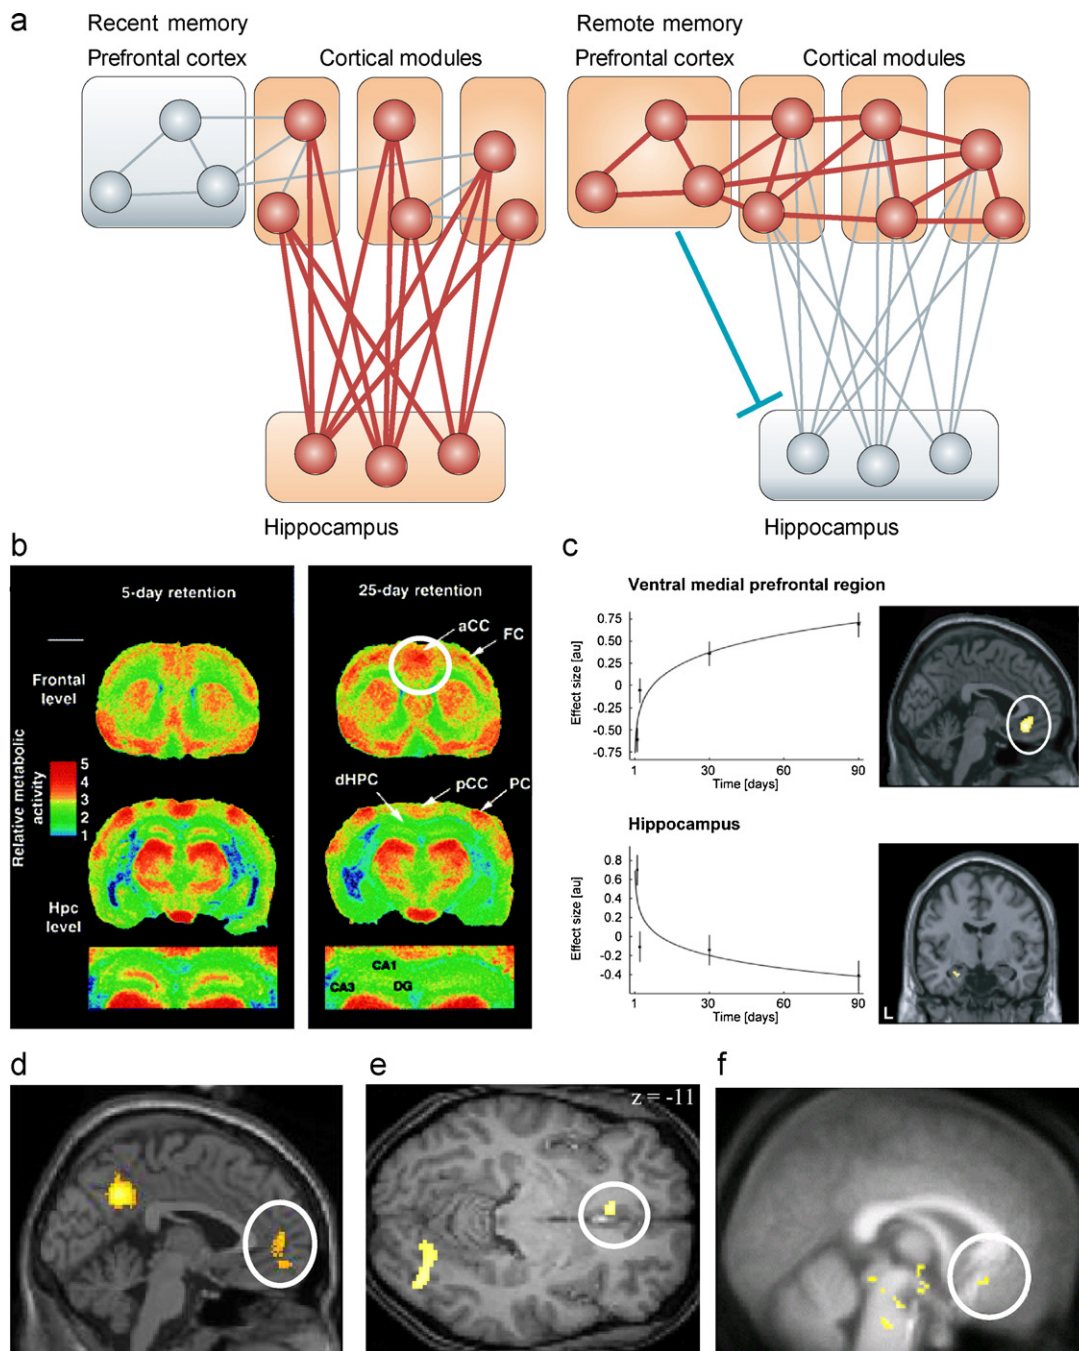 a
Recent memory
Remote memory
Prefrontal cortex
Cortical modules
Prefrontal cortex
Cortical modules
Hippocampus
Hippocampus
b
5-day retention
25-day retention
aCC
FC
Frontal
level
Relative metabolic
activity
5
4
3
2
1
dHPC
pCC
PC
Hpc
level
CA1
CA3
DG
c
Ventral medial prefrontal region
Effect size [au]
0.75
0.25
0
-0.25
-0.75
1
30
60
90
Time [days]
Hippocampus
Effect size [au]
0.8
0.6
0.4
0.2
0
-0.2
-0.4
1
30
60
90
Time [days]
L
d
e
z = -11
f